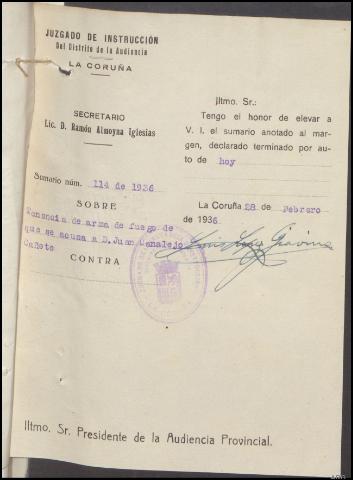 JUZGADO DE INSTRUCCIÓN
Del Distrito de la Audiencia
LA CORUÑA
SECRETARIO
Lic. D. Ramón Almoyna Iglesias
Sumario núm. 114 de 1936
SOBRE
Tenencia de arma de fuego de
que se acusa a D. Juan Canalejo
Cañete
CONTRA
Iltmo. Sr.:
Tengo el honor de elevar a
V. I. el sumario anotado al mar-
gen, declarado terminado por au-
to de hoy
La Coruña 28 de Febrero
de 1936.
Iltmo. Sr. Presidente de la Audiencia Provincial.